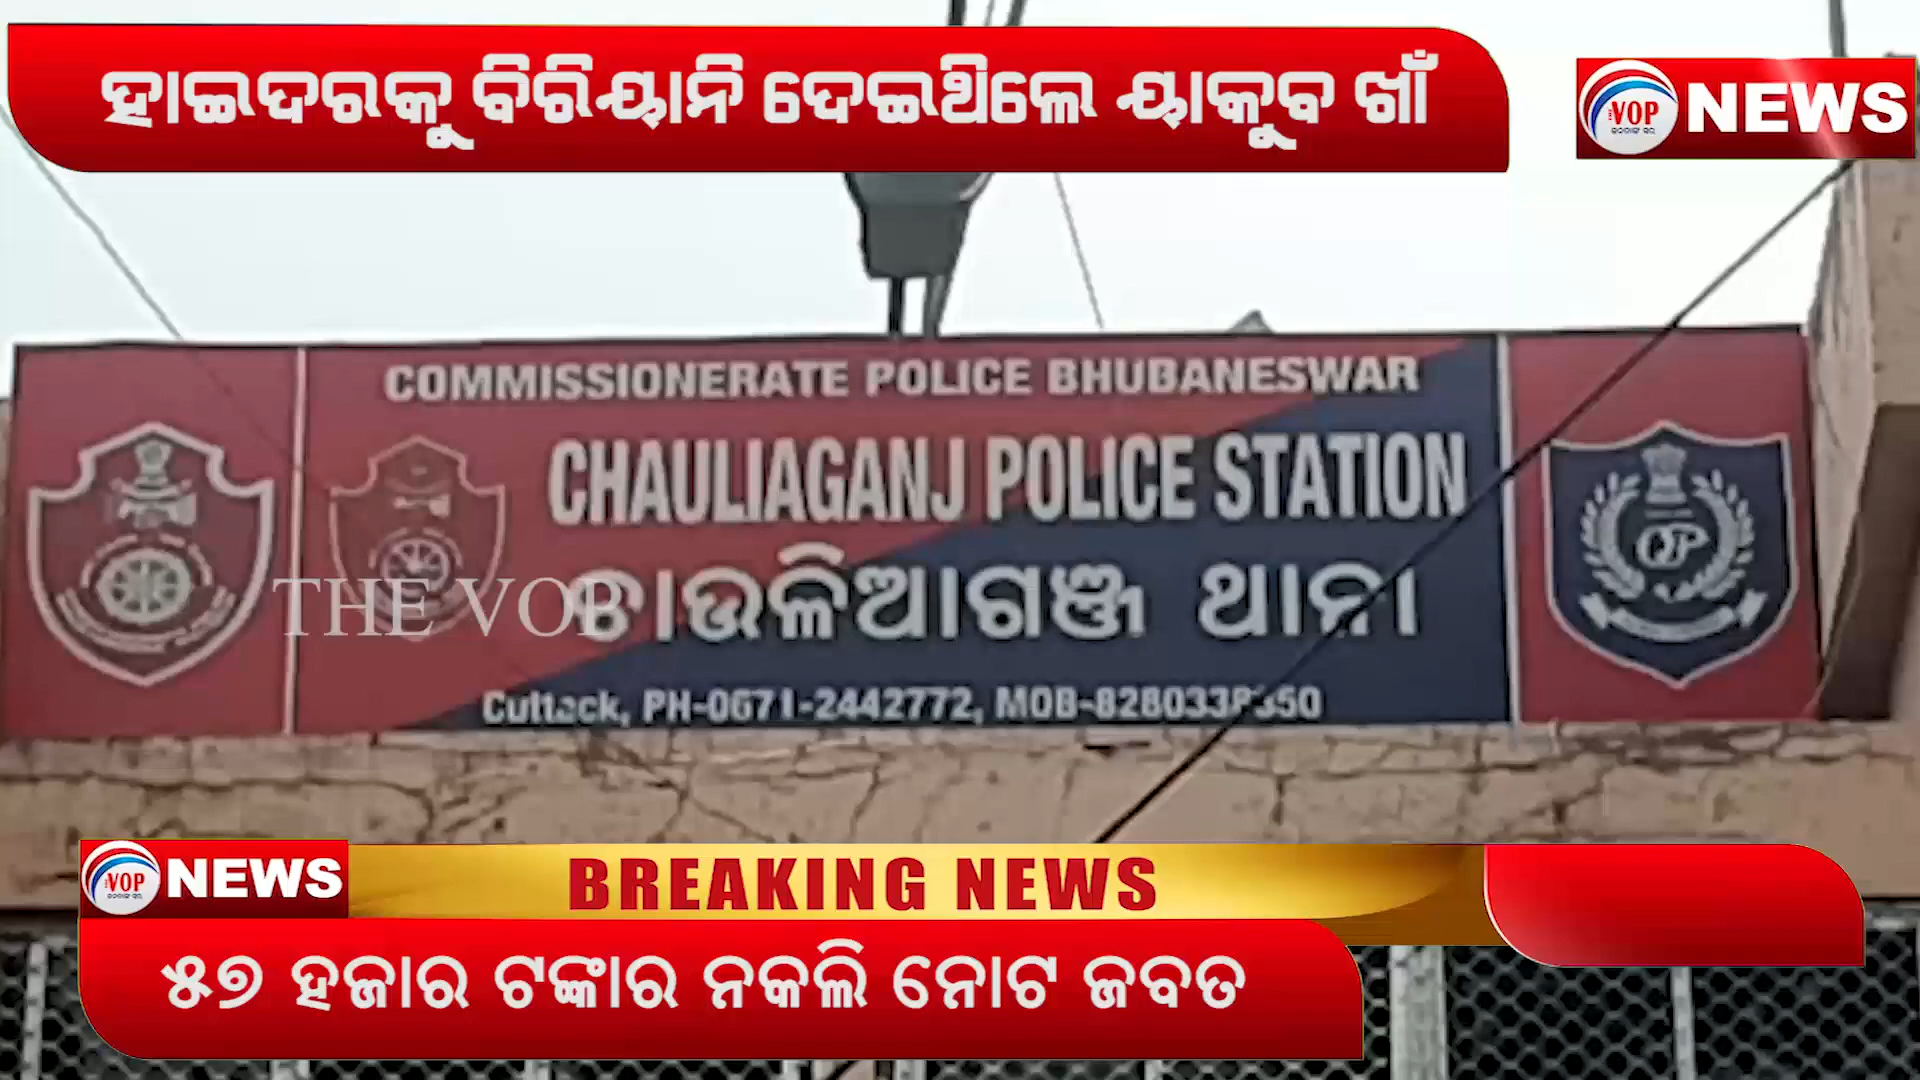 ହାଇଦରକୁ ବିରିୟାନି ଦେଇଥିଲେ ୟାକୁବ ଖାଁ
VOP NEWS
COMMISSIONERATE POLICE BHUBANESWAR
CHAULIAGANJ POLICE STATION
THE VOP
ଚାଉଳିଆଗଞ୍ଜ ଥାନା
Cuttack, PH-0671-2442772, MOB-
VOP NEWS
BREAKING NEWS
୫୭ ହଜାର ଟଙ୍କାର ନକଲି ନୋଟ ଜବତ